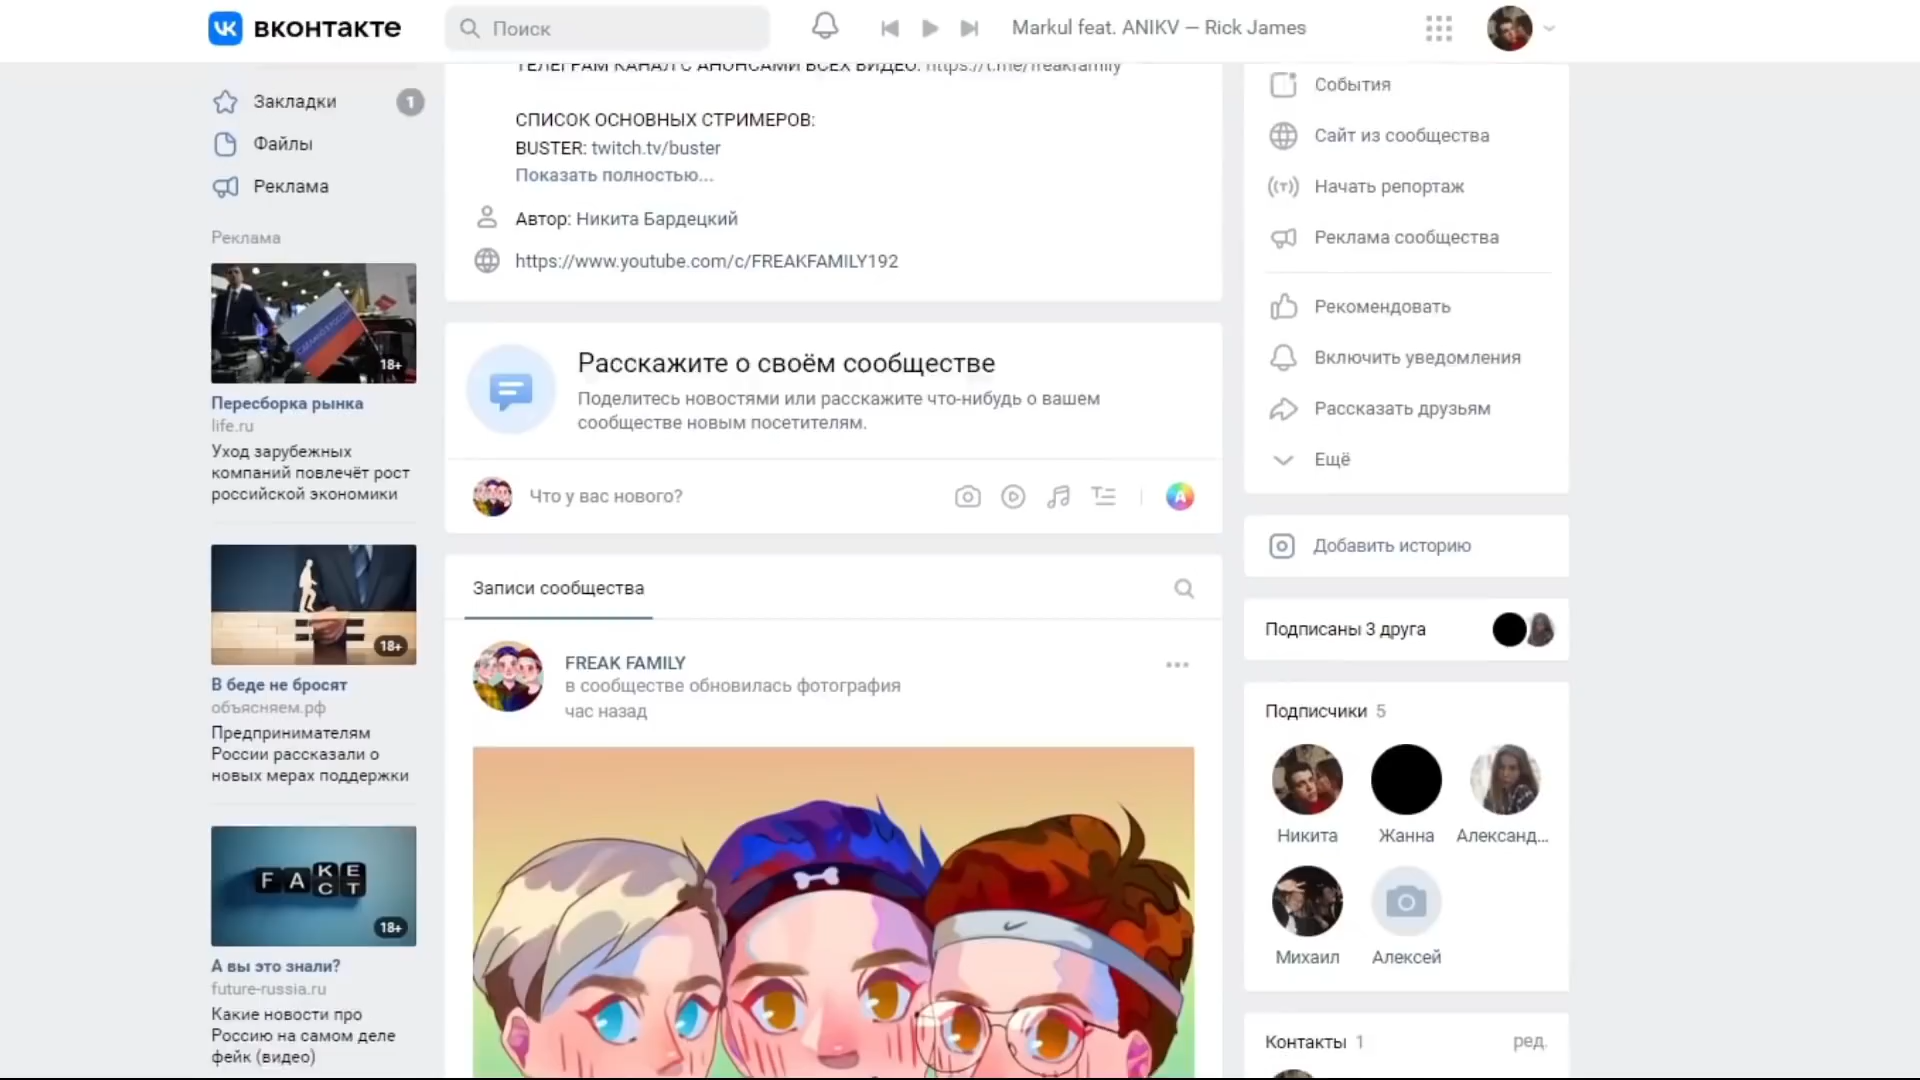 вконтакте
Поиск
Markul feat. ANIKV — Rick James
Закладки 1
Файлы
Реклама
Реклама
СДЕЛАНО В РОССИИ
18+
Пересборка рынка
life.ru
Уход зарубежных
компаний повлечёт рост
российской экономики
18+
В беде не бросят
объясняем.рф
Предпринимателям
России рассказали о
новых мерах поддержки
FAKE
CT
18+
А вы это знали?
future-russia.ru
Какие новости про
Россию на самом деле
фейк (видео)
ТЕЛЕГРАМ КАНАЛ С АНОНСАМИ ВСЕХ ВИДЕО: https://t.me/freakfamily
СПИСОК ОСНОВНЫХ СТРИМЕРОВ:
BUSTER: twitch.tv/buster
Показать полностью...
Автор: Никита Бардецкий
https://www.youtube.com/c/FREAKFAMILY192
Расскажите о своём сообществе
Поделитесь новостями или расскажите что-нибудь о вашем
сообществе новым посетителям.
Что у вас нового?
A
Записи сообщества
FREAK FAMILY
в сообществе обновилась фотография
час назад
События
Сайт из сообщества
Начать репортаж
Реклама сообщества
Рекомендовать
Включить уведомления
Рассказать друзьям
Ещё
Добавить историю
Подписаны 3 друга
Подписчики 5
Никита
Жанна
Александ...
Михаил
Алексей
Контакты 1
ред.